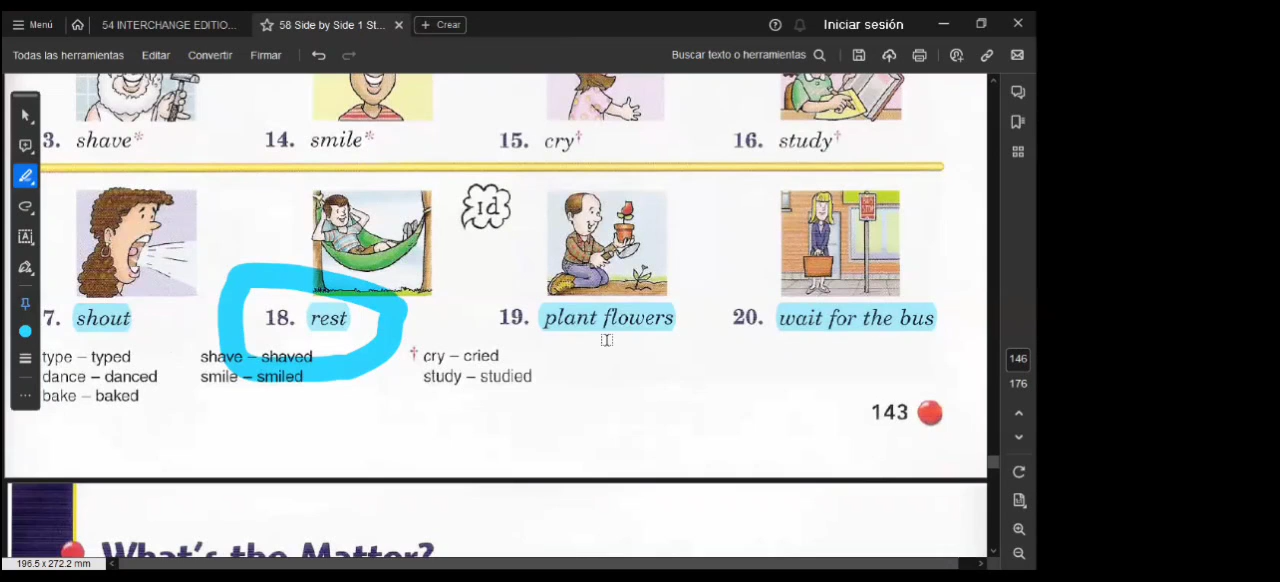 Menú
54 INTERCHANGE EDITIO...
58 Side by Side 1 St...
Crear
Iniciar sesión
Todas las herramientas
Editar
Convertir
Firmar
Buscar texto o herramientas
3. shave*
14. smile*
15. cry†
16. study†
ɪd
7. shout
18. rest
19. plant flowers
20. wait for the bus
type – typed
shave – shaved
† cry – cried
dance – danced
smile – smiled
study – studied
bake – baked
143
146
176
What's the Matter?
196.5 x 272.2 mm